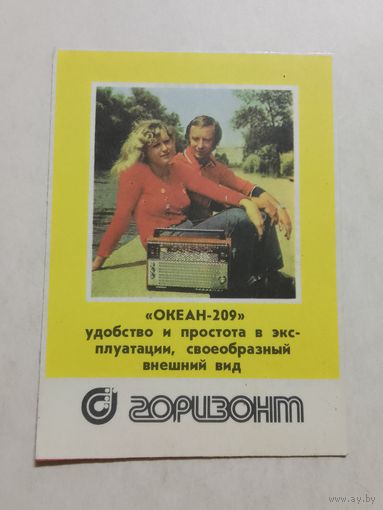 «ОКЕАН-209»
удобство и простота в экс-
плуатации, своеобразный
внешний вид
горизонт
www.ay.by